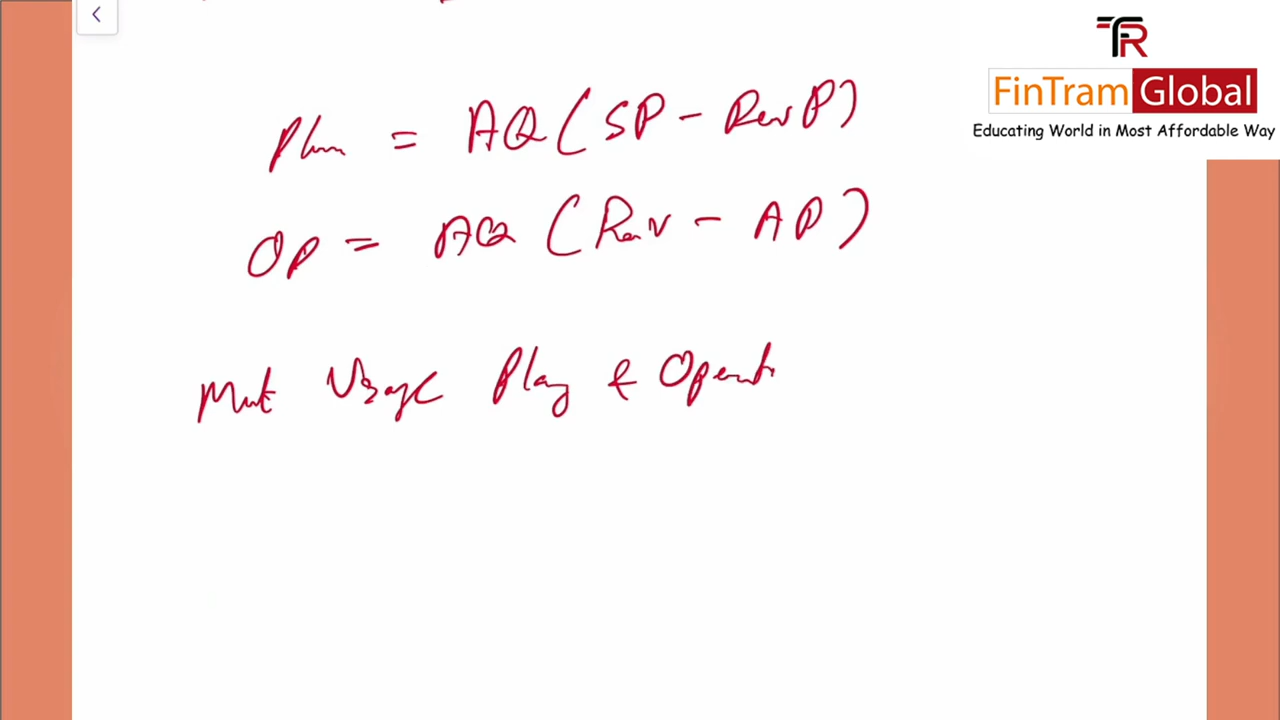 FinTram Global
Educating World in Most Affordable Way
Plan = AQ (SP - Rev P)
OP = AQ (Rev - AP)
Mat Usage Plang & Operati